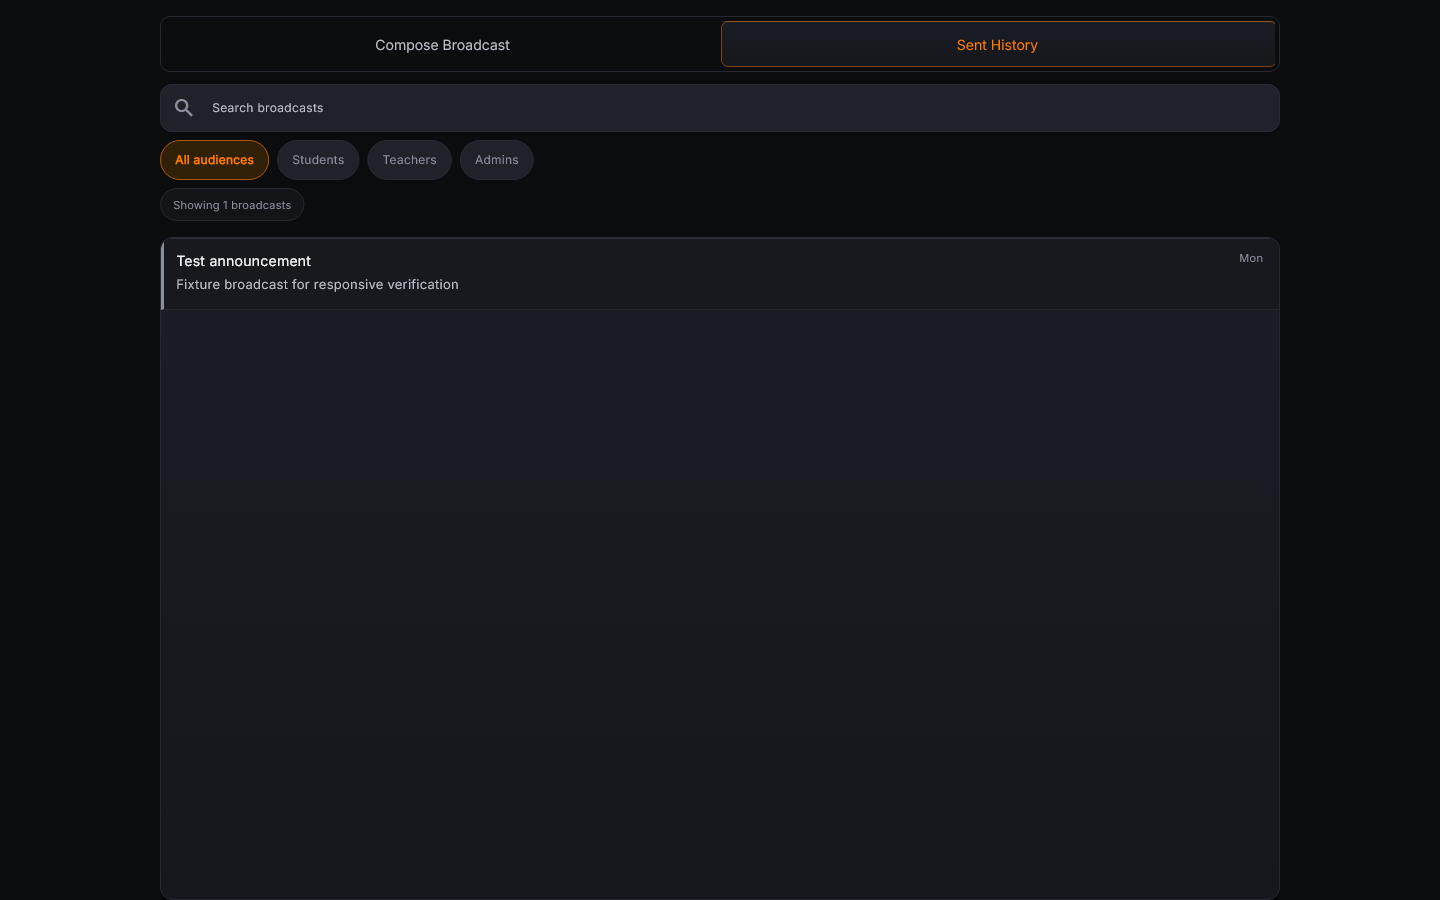 Compose Broadcast
Sent History
Search broadcasts
All audiences
Students
Teachers
Admins
Showing 1 broadcasts
Test announcement
Mon
Fixture broadcast for responsive verification